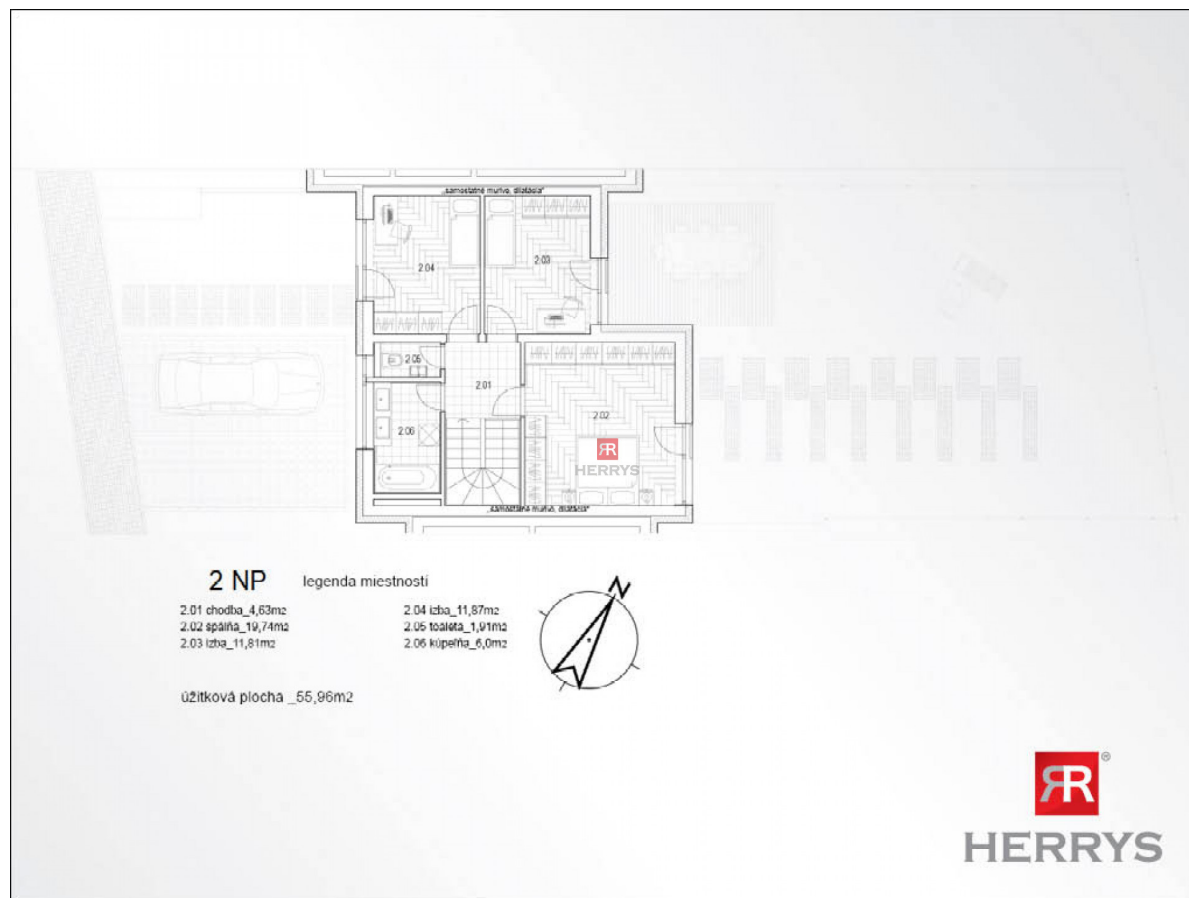 „samostatné murivo, dilatácia"
2.04
2.03
2.05
2.01
2.06
2.02
RR
HERRYS
„samostatné murivo, dilatácia"
2 NP legenda miestností
N
2.01 chodba_4,63m2
2.02 spálňa_19,74m2
2.03 izba_11,81m2
2.04 izba_11,87m2
2.05 toaleta_1,91m2
2.06 kúpeľňa_6,0m2
úžitková plocha _55,96m2
RR®
HERRYS